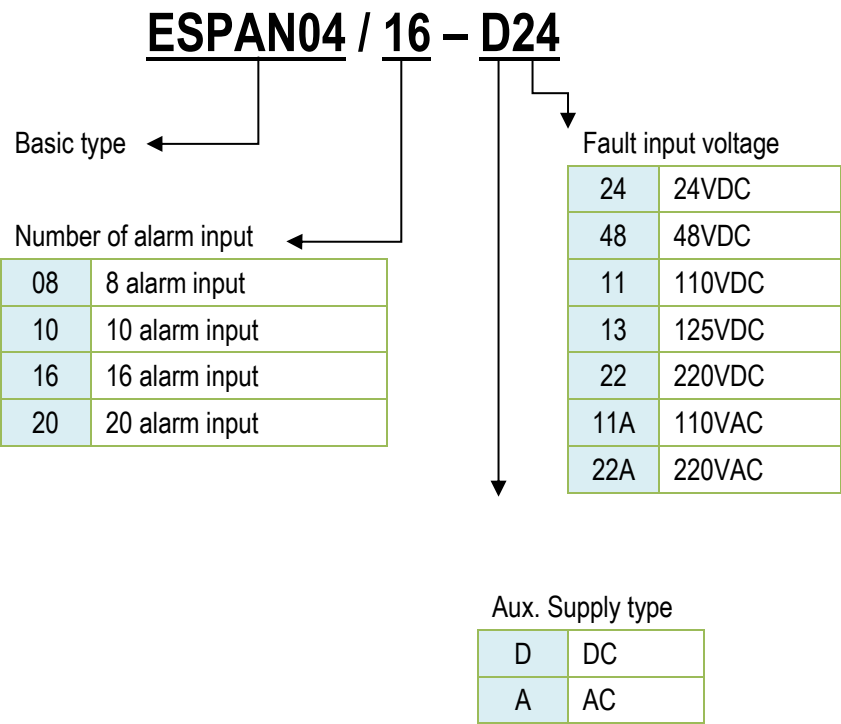 ESPAN04 / 16 – D24
Basic type
Number of alarm input
08 8 alarm input
10 10 alarm input
16 16 alarm input
20 20 alarm input
Fault input voltage
24 24VDC
48 48VDC
11 110VDC
13 125VDC
22 220VDC
11A 110VAC
22A 220VAC
Aux. Supply type
D DC
A AC